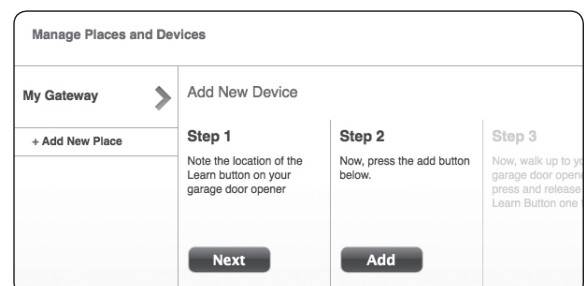 Manage Places and Devices
My Gateway
+ Add New Place
Add New Device
Step 1
Note the location of the
Learn button on your
garage door opener
Next
Step 2
Now, press the add button
below.
Add
Step 3
Now, walk up to
garage door
press and release
Learn Button one